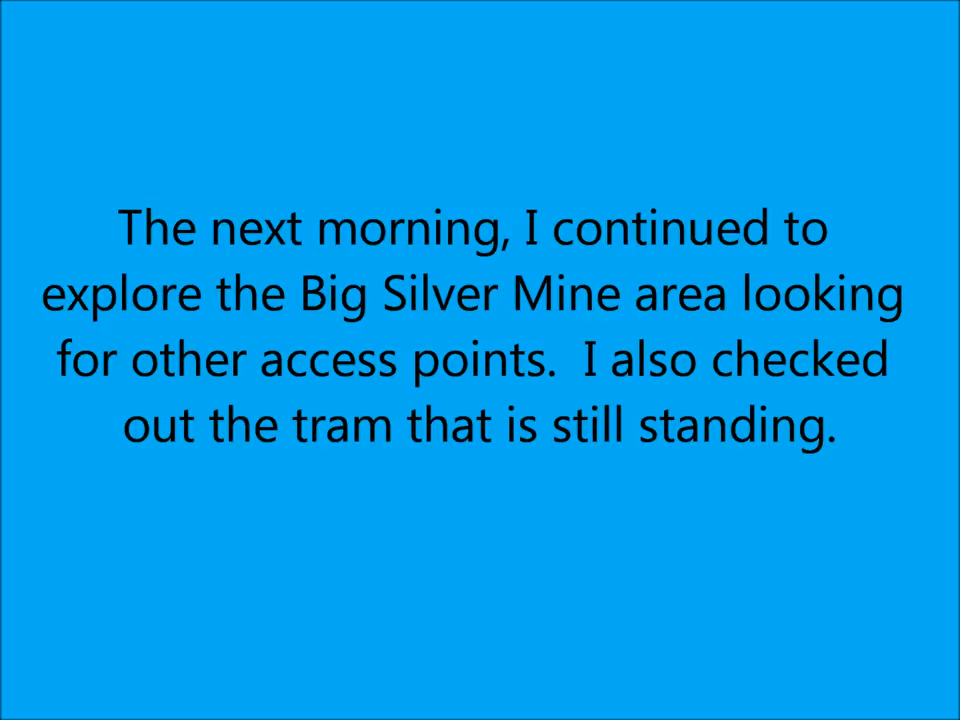 The next morning, I continued to
explore the Big Silver Mine area looking
for other access points.  I also checked
out the tram that is still standing.